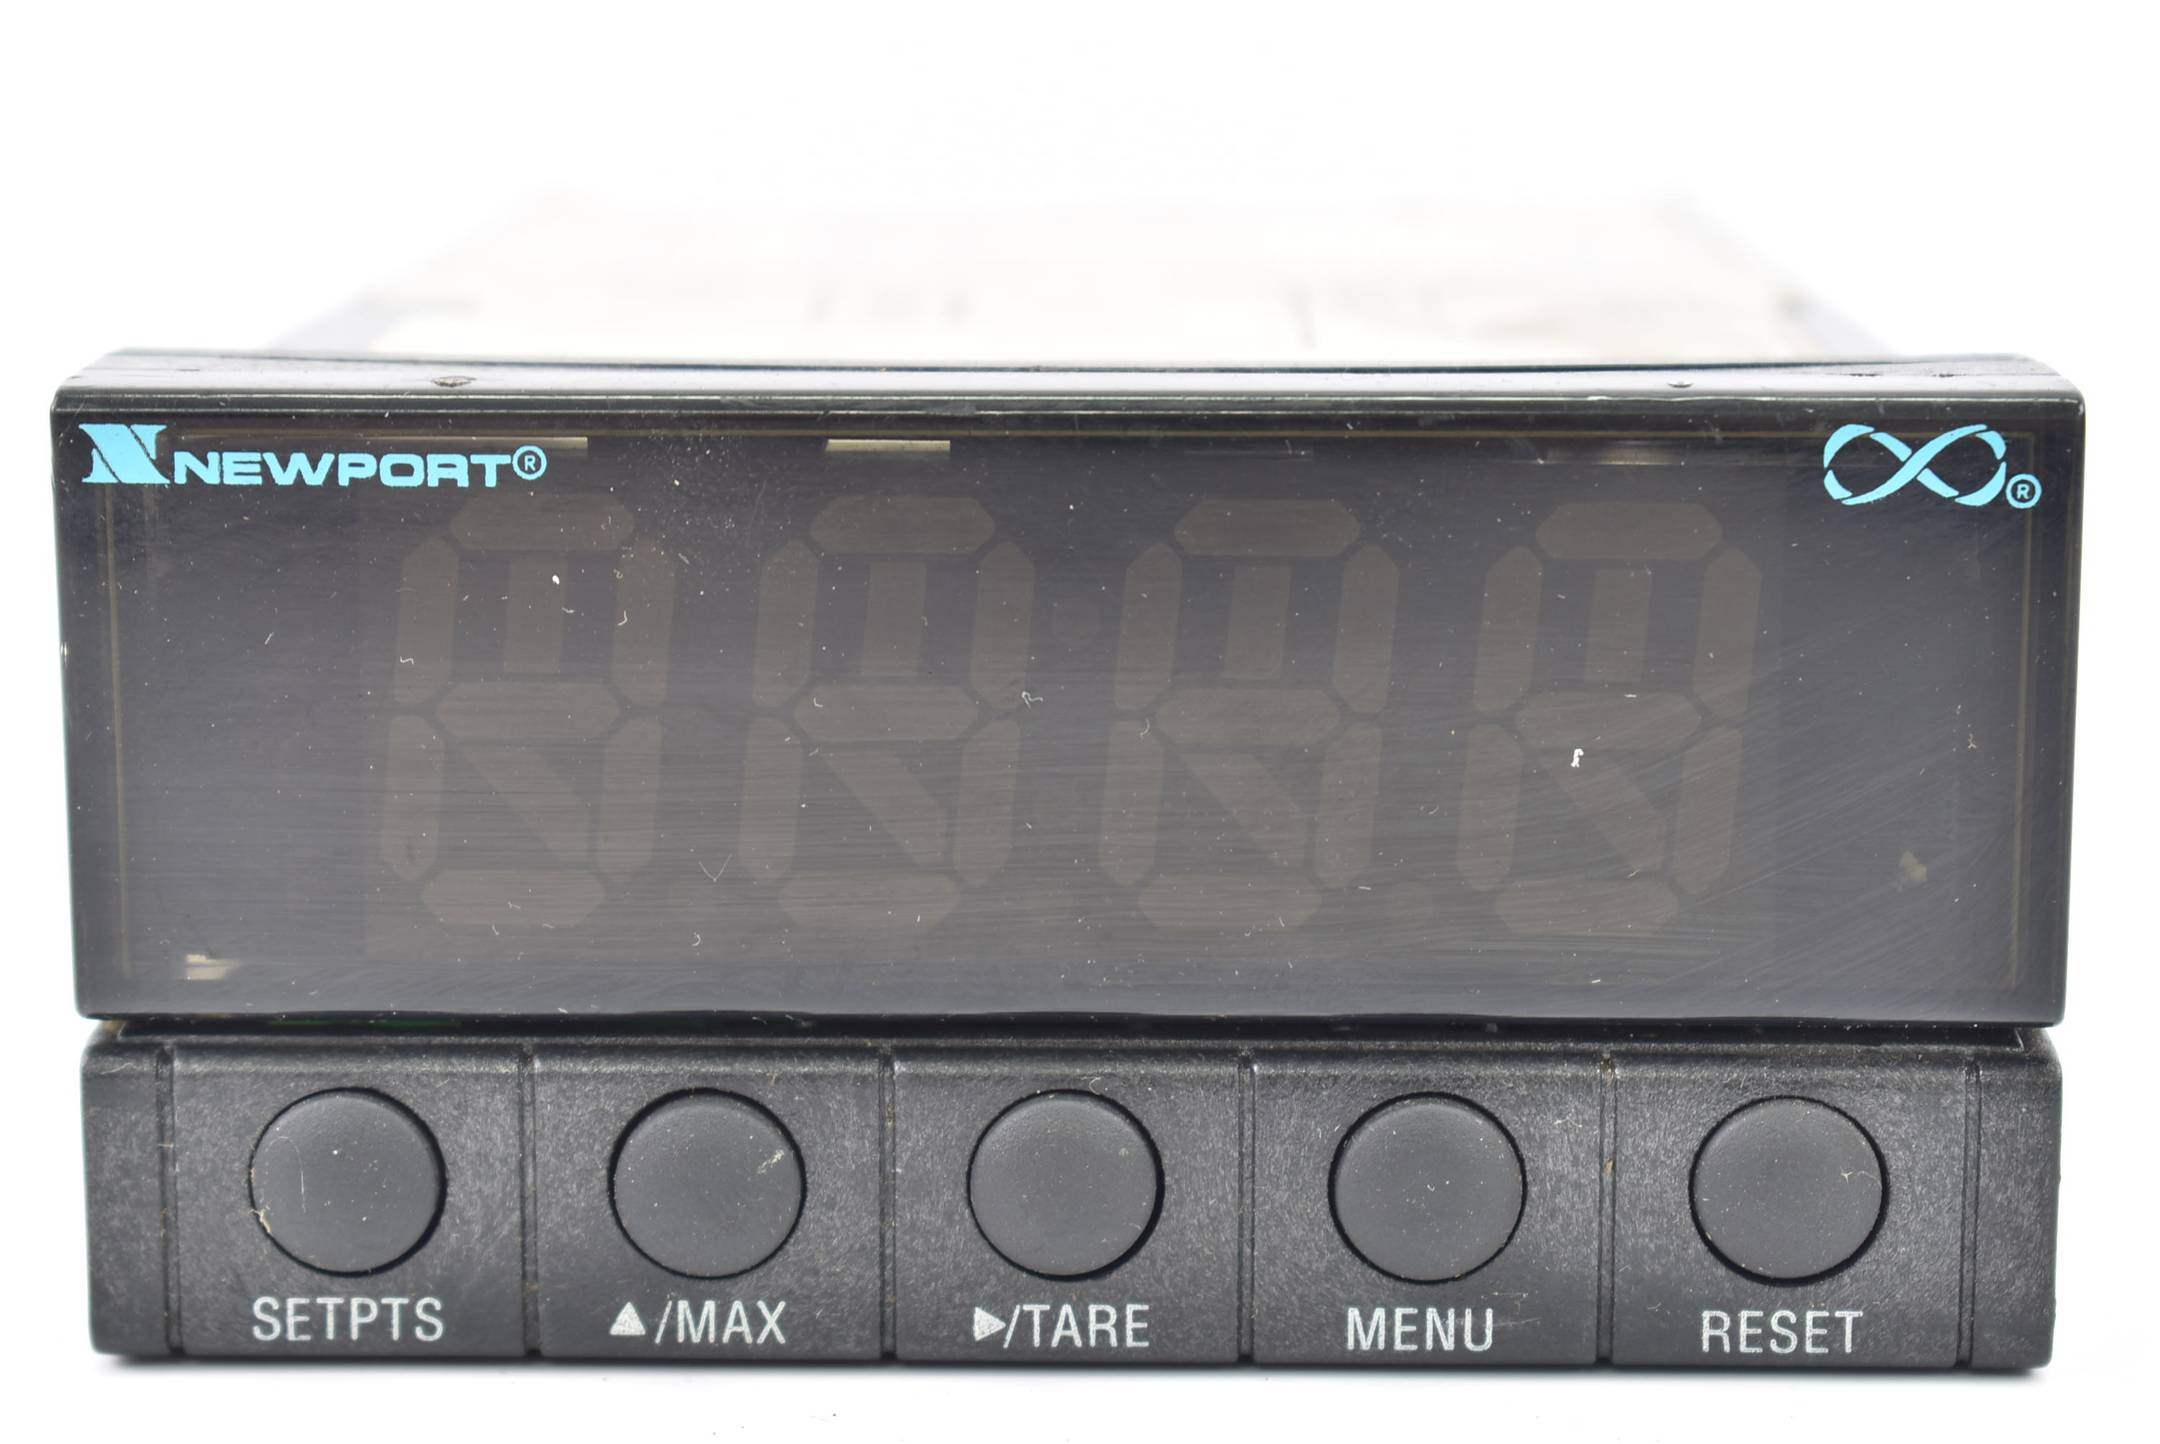 NEWPORT®
®
SETPTS
▲/MAX
▶/TARE
MENU
RESET